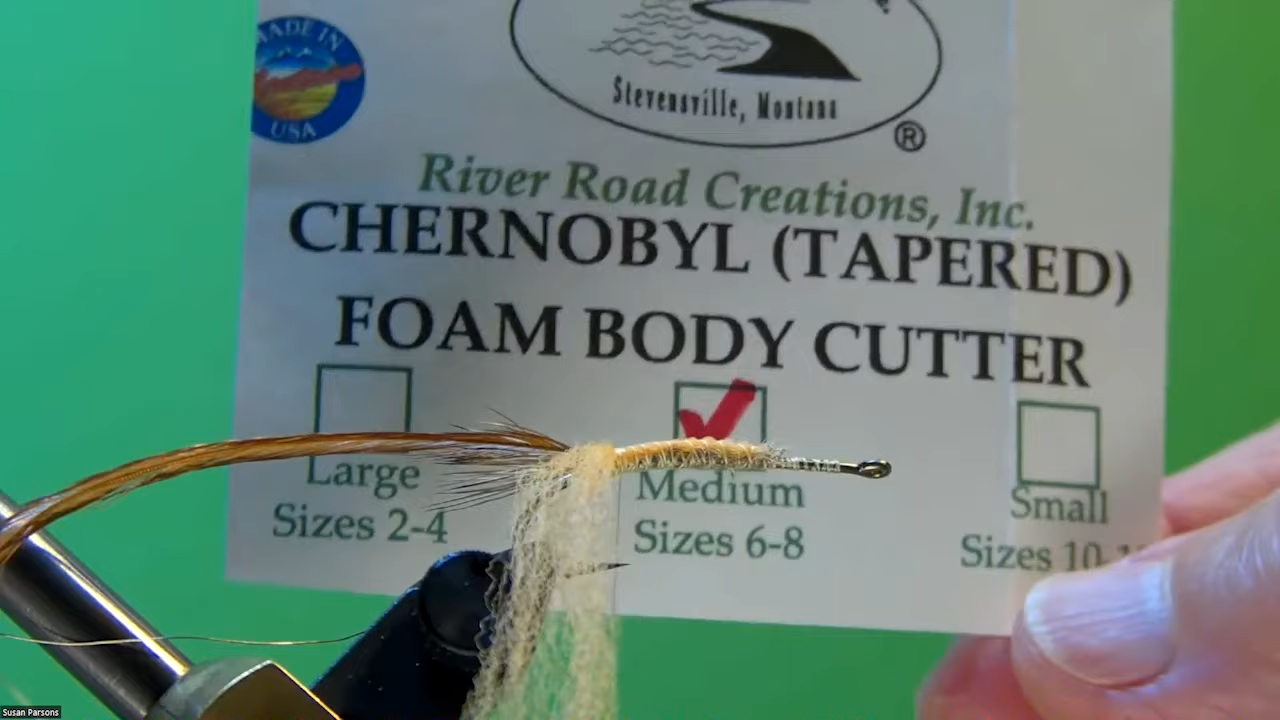 MADE IN
USA
Stevensville, Montana
®
River Road Creations, Inc.
CHERNOBYL (TAPERED)
FOAM BODY CUTTER
Large Medium Small
Sizes 2-4 Sizes 6-8 Sizes 10-
Susan Parsons